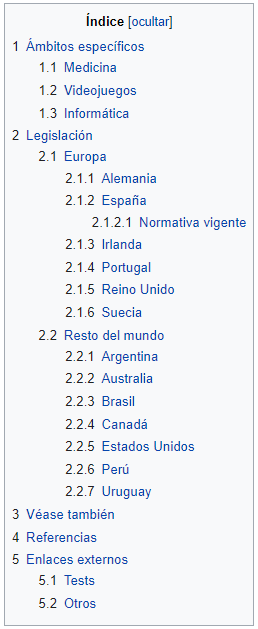 Índice [ocultar]
1 Ámbitos específicos
1.1 Medicina
1.2 Videojuegos
1.3 Informática
2 Legislación
2.1 Europa
2.1.1 Alemania
2.1.2 España
2.1.2.1 Normativa vigente
2.1.3 Irlanda
2.1.4 Portugal
2.1.5 Reino Unido
2.1.6 Suecia
2.2 Resto del mundo
2.2.1 Argentina
2.2.2 Australia
2.2.3 Brasil
2.2.4 Canadá
2.2.5 Estados Unidos
2.2.6 Perú
2.2.7 Uruguay
3 Véase también
4 Referencias
5 Enlaces externos
5.1 Tests
5.2 Otros